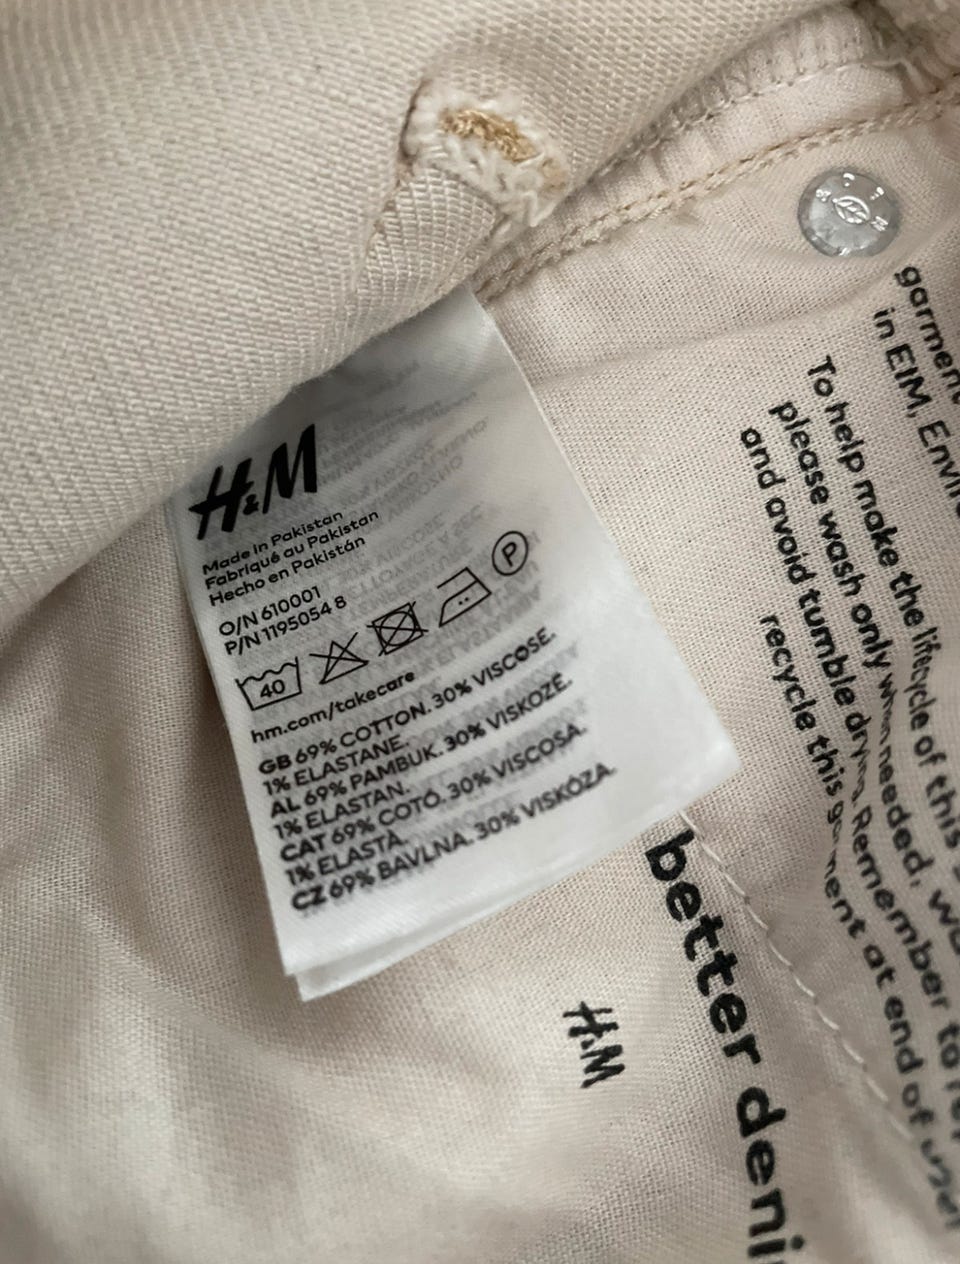 H&M
Made in Pakistan
Fabriqué au Pakistan
Hecho en Pakistán
O/N 610001
P/N 1195054 8
40
P
hm.com/takecare
GB 69% COTTON. 30% VISCOSE.
1% ELASTANE.
AL 69% PAMBUK. 30% VISKOZË.
1% ELASTAN.
CAT 69% COTÓ. 30% VISCOSA.
1% ELASTÀ.
CZ 69% BAVLNA. 30% VISKÓZA.
garment
in EIM,
To help make the lifecycle of this
please wash only when needed,
and avoid tumble drying. Remember to
recycle this garment at end of use!
better
H&M